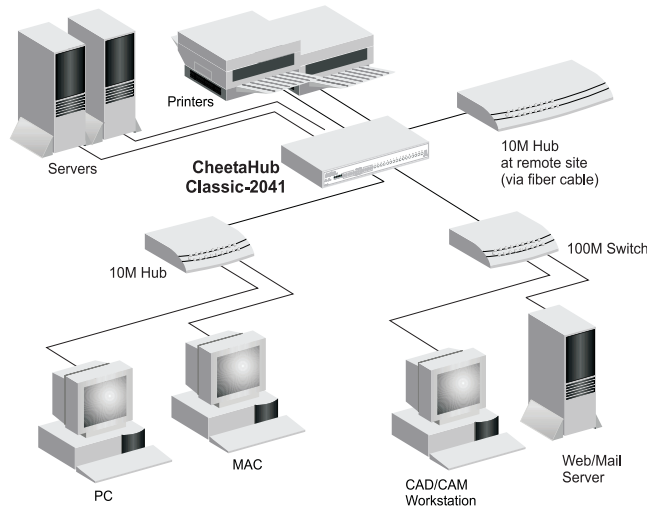 Printers
Servers
CheetaHub
Classic-2041
10M Hub
at remote site
(via fiber cable)
10M Hub
100M Switch
PC
MAC
CAD/CAM
Workstation
Web/Mail
Server